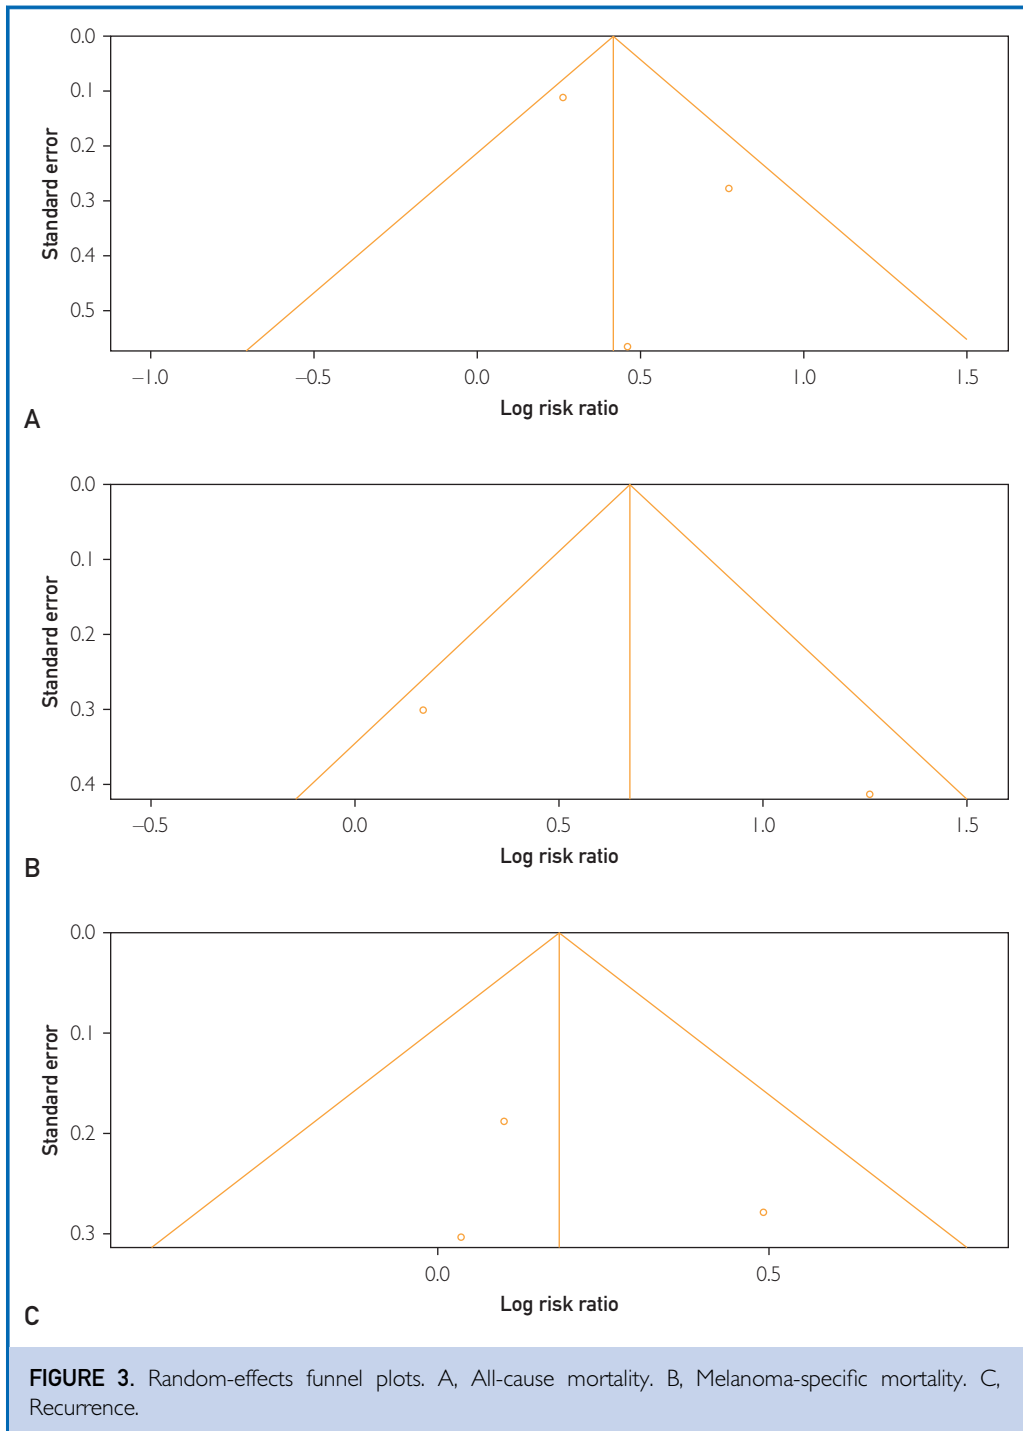 0.0
0.1
0.2
0.3
0.4
0.5
Standard error
–1.0
–0.5
0.0
0.5
1.0
1.5
Log risk ratio
A
0.0
0.1
0.2
0.3
0.4
Standard error
–0.5
0.0
0.5
1.0
1.5
Log risk ratio
B
0.0
0.1
0.2
0.3
Standard error
0.0
0.5
Log risk ratio
C
FIGURE 3. Random-effects funnel plots. A, All-cause mortality. B, Melanoma-specific mortality. C,
Recurrence.